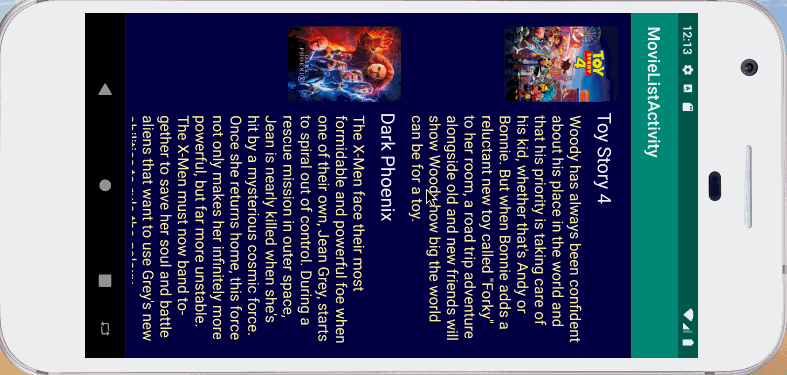 12:13
MovieListActivity
TOY
STORY
4
Toy Story 4
Woody has always been confident
about his place in the world and
that his priority is taking care of
his kid, whether that's Andy or
Bonnie. But when Bonnie adds a
reluctant new toy called "Forky"
to her room, a road trip adventure
alongside old and new friends will
show Woody how big the world
can be for a toy.
PHOENIX
Dark Phoenix
The X-Men face their most
formidable and powerful foe when
one of their own, Jean Grey, starts
to spiral out of control. During a
rescue mission in outer space,
Jean is nearly killed when she's
hit by a mysterious cosmic force.
Once she returns home, this force
not only makes her infinitely more
powerful, but far more unstable.
The X-Men must now band to-
gether to save her soul and battle
aliens that want to use Grey's new